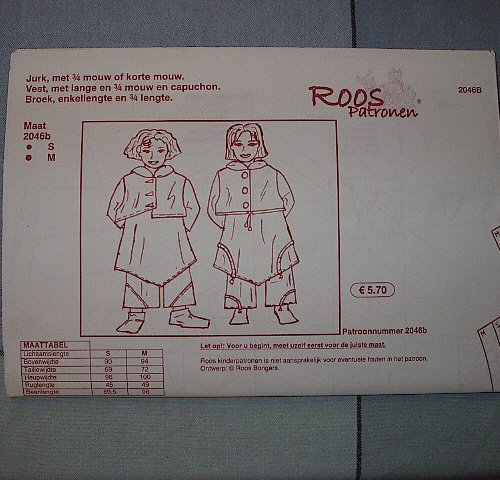 Jurk, met ¾ mouw of korte mouw.
Vest, met lange en ¾ mouw en capuchon.
Broek, enkellengte en ¾ lengte.
ROOS
Patronen ®
2046B
Maat
2046b
• S
• M
€ 5.70
Patroonnummer 2046b
MAATTABEL
Lichaamslengte S M
Bovenwijdte 90 94
Taillewijdte 69 72
Heupwijdte 96 100
Ruglengte 45 49
Beenlengte 89,5 96
Let op!: Voor u begint, meet uzelf eerst voor de juiste maat.
Roos kinderpatronen is niet aansprakelijk voor eventuele fouten in het patroon.
Ontwerp: © Roos Bongers.
M
M